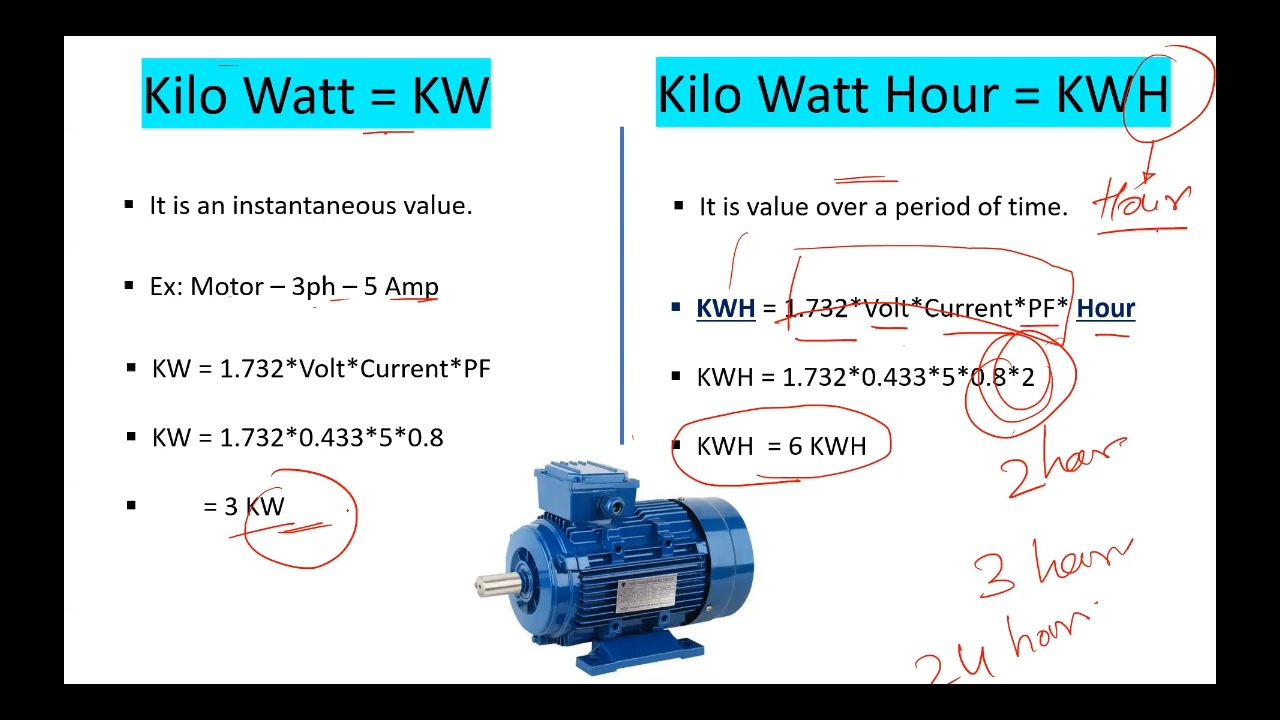 Kilo Watt = KW
It is an instantaneous value.
Ex: Motor – 3ph – 5 Amp
KW = 1.732*Volt*Current*PF
KW = 1.732*0.433*5*0.8
= 3 KW
Kilo Watt Hour = KWH
Hour
It is value over a period of time.
KWH = 1.732*Volt*Current*PF* Hour
KWH = 1.732*0.433*5*0.8*2
KWH = 6 KWH
2 hour
3 hour
24 hour